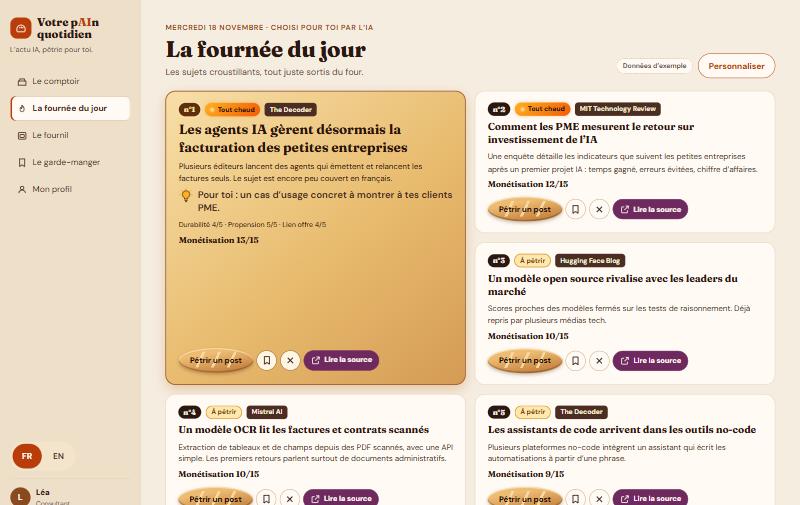 Votre pAIn
quotidien
L'actu IA, pétrie pour toi.
Le comptoir
La fournée du jour
Le fournil
Le garde-manger
Mon profil
FR
EN
L
Léa
Consultant
MERCREDI 18 NOVEMBRE · CHOISI POUR TOI PAR L'IA
La fournée du jour
Les sujets croustillants, tout juste sortis du four.
Données d'exemple
Personnaliser
n°1
Tout chaud
The Decoder
Les agents IA gèrent désormais la
facturation des petites entreprises
Plusieurs éditeurs lancent des agents qui émettent et relancent les
factures seuls. Le sujet est encore peu couvert en français.
Pour toi : un cas d'usage concret à montrer à tes clients
PME.
Durabilité 4/5 · Propension 5/5 · Lien offre 4/5
Monétisation 13/15
Pétrir un post
Lire la source
n°2
Tout chaud
MIT Technology Review
Comment les PME mesurent le retour sur
investissement de l'IA
Une enquête détaille les indicateurs que suivent les petites entreprises
après un premier projet IA : temps gagné, erreurs évitées, chiffre d'affaires.
Monétisation 12/15
Pétrir un post
Lire la source
n°3
À pétrir
Hugging Face Blog
Un modèle open source rivalise avec les leaders du
marché
Scores proches des modèles fermés sur les tests de raisonnement. Déjà
repris par plusieurs médias tech.
Monétisation 10/15
Pétrir un post
Lire la source
n°4
À pétrir
Mistral AI
Un modèle OCR lit les factures et contrats scannés
Extraction de tableaux et de champs depuis des PDF scannés, avec une API
simple. Les premiers retours parlent surtout de documents administratifs.
Monétisation 10/15
Pétrir un post
Lire la source
n°5
À pétrir
The Decoder
Les assistants de code arrivent dans les outils no-code
Plusieurs plateformes no-code intègrent un assistant qui écrit les
automatisations à partir d'une phrase.
Monétisation 9/15
Pétrir un post
Lire la source